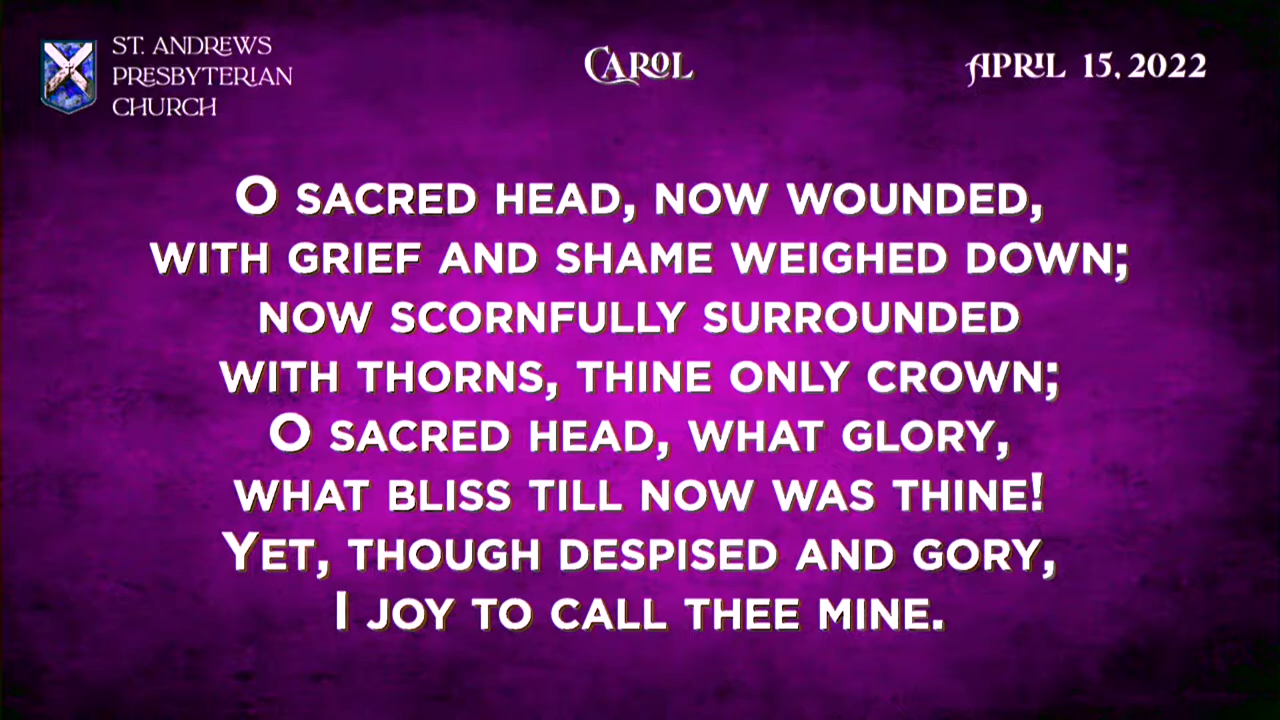 ST. ANDREWS
PRESBYTERIAN
CHURCH
CAROL
APRIL 15, 2022
O SACRED HEAD, NOW WOUNDED,
WITH GRIEF AND SHAME WEIGHED DOWN;
NOW SCORNFULLY SURROUNDED
WITH THORNS, THINE ONLY CROWN;
O SACRED HEAD, WHAT GLORY,
WHAT BLISS TILL NOW WAS THINE!
YET, THOUGH DESPISED AND GORY,
I JOY TO CALL THEE MINE.